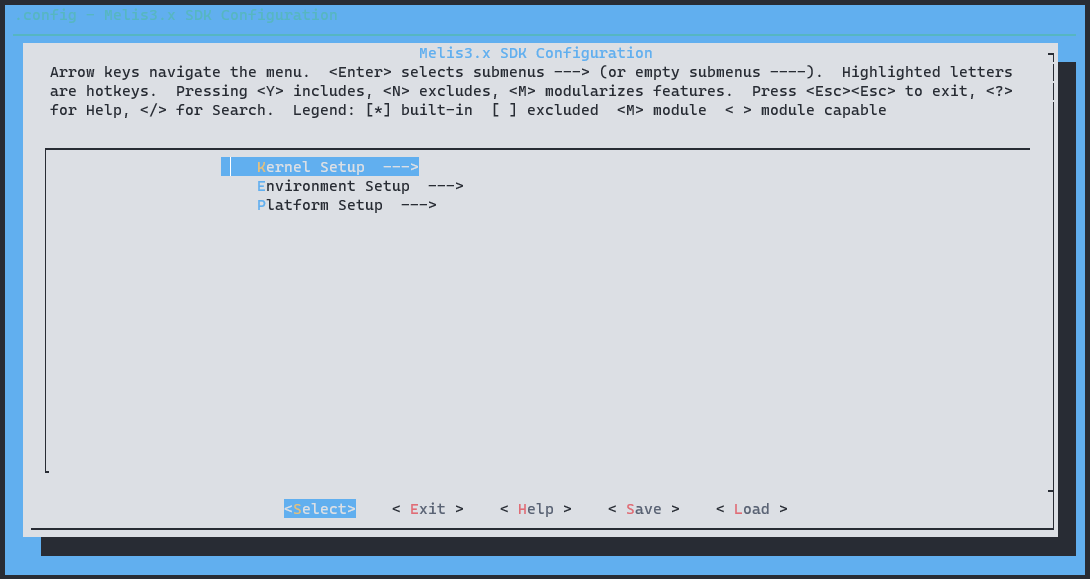 config - Melis3.x SDK Configuration
Melis3.x SDK Configuration
Arrow keys navigate the menu.  <Enter> selects submenus ---> (or empty submenus ----).  Highlighted letters
are hotkeys.  Pressing <Y> includes, <N> excludes, <M> modularizes features.  Press <Esc><Esc> to exit, <?>
for Help, </> for Search.  Legend: [*] built-in  [ ] excluded  <M> module  < > module capable
Kernel Setup  --->
Environment Setup  --->
Platform Setup  --->
<Select>    < Exit >    < Help >    < Save >    < Load >